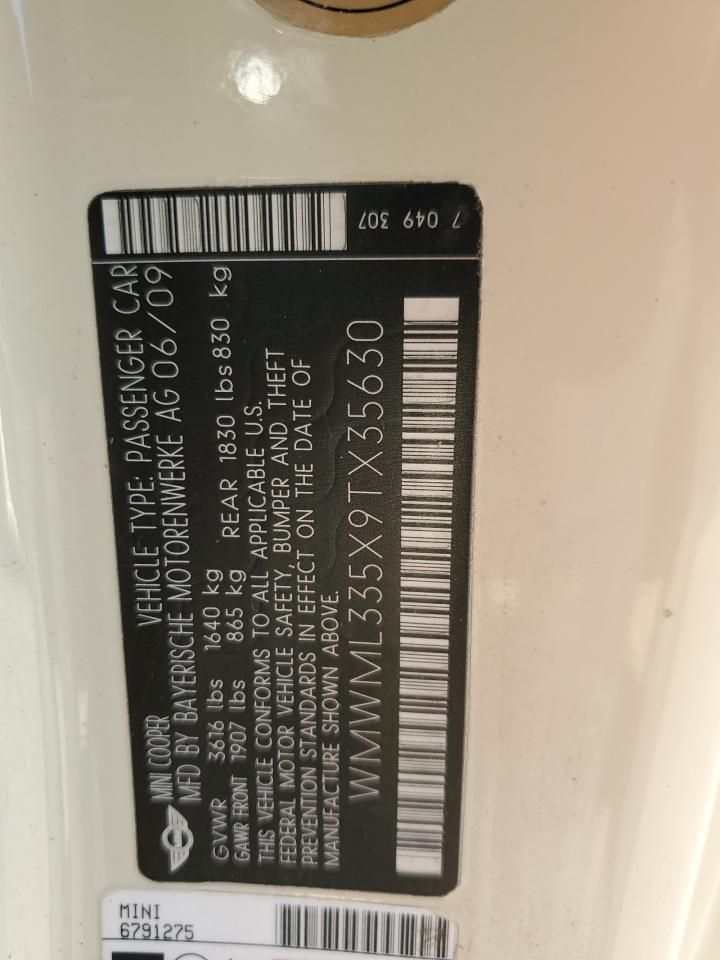 MINI COOPER VEHICLE TYPE: PASSENGER CAR
MFD BY BAYERISCHE MOTORENWERKE AG 06/09
GVWR 3616 lbs 1640 kg
GAWR FRONT 1907 lbs 865 kg REAR 1830 lbs 830 kg
THIS VEHICLE CONFORMS TO ALL APPLICABLE U.S.
FEDERAL MOTOR VEHICLE SAFETY, BUMPER AND THEFT
PREVENTION STANDARDS IN EFFECT ON THE DATE OF
MANUFACTURE SHOWN ABOVE.
WMWML335X9TX35630
7 049 307
MINI
6791275